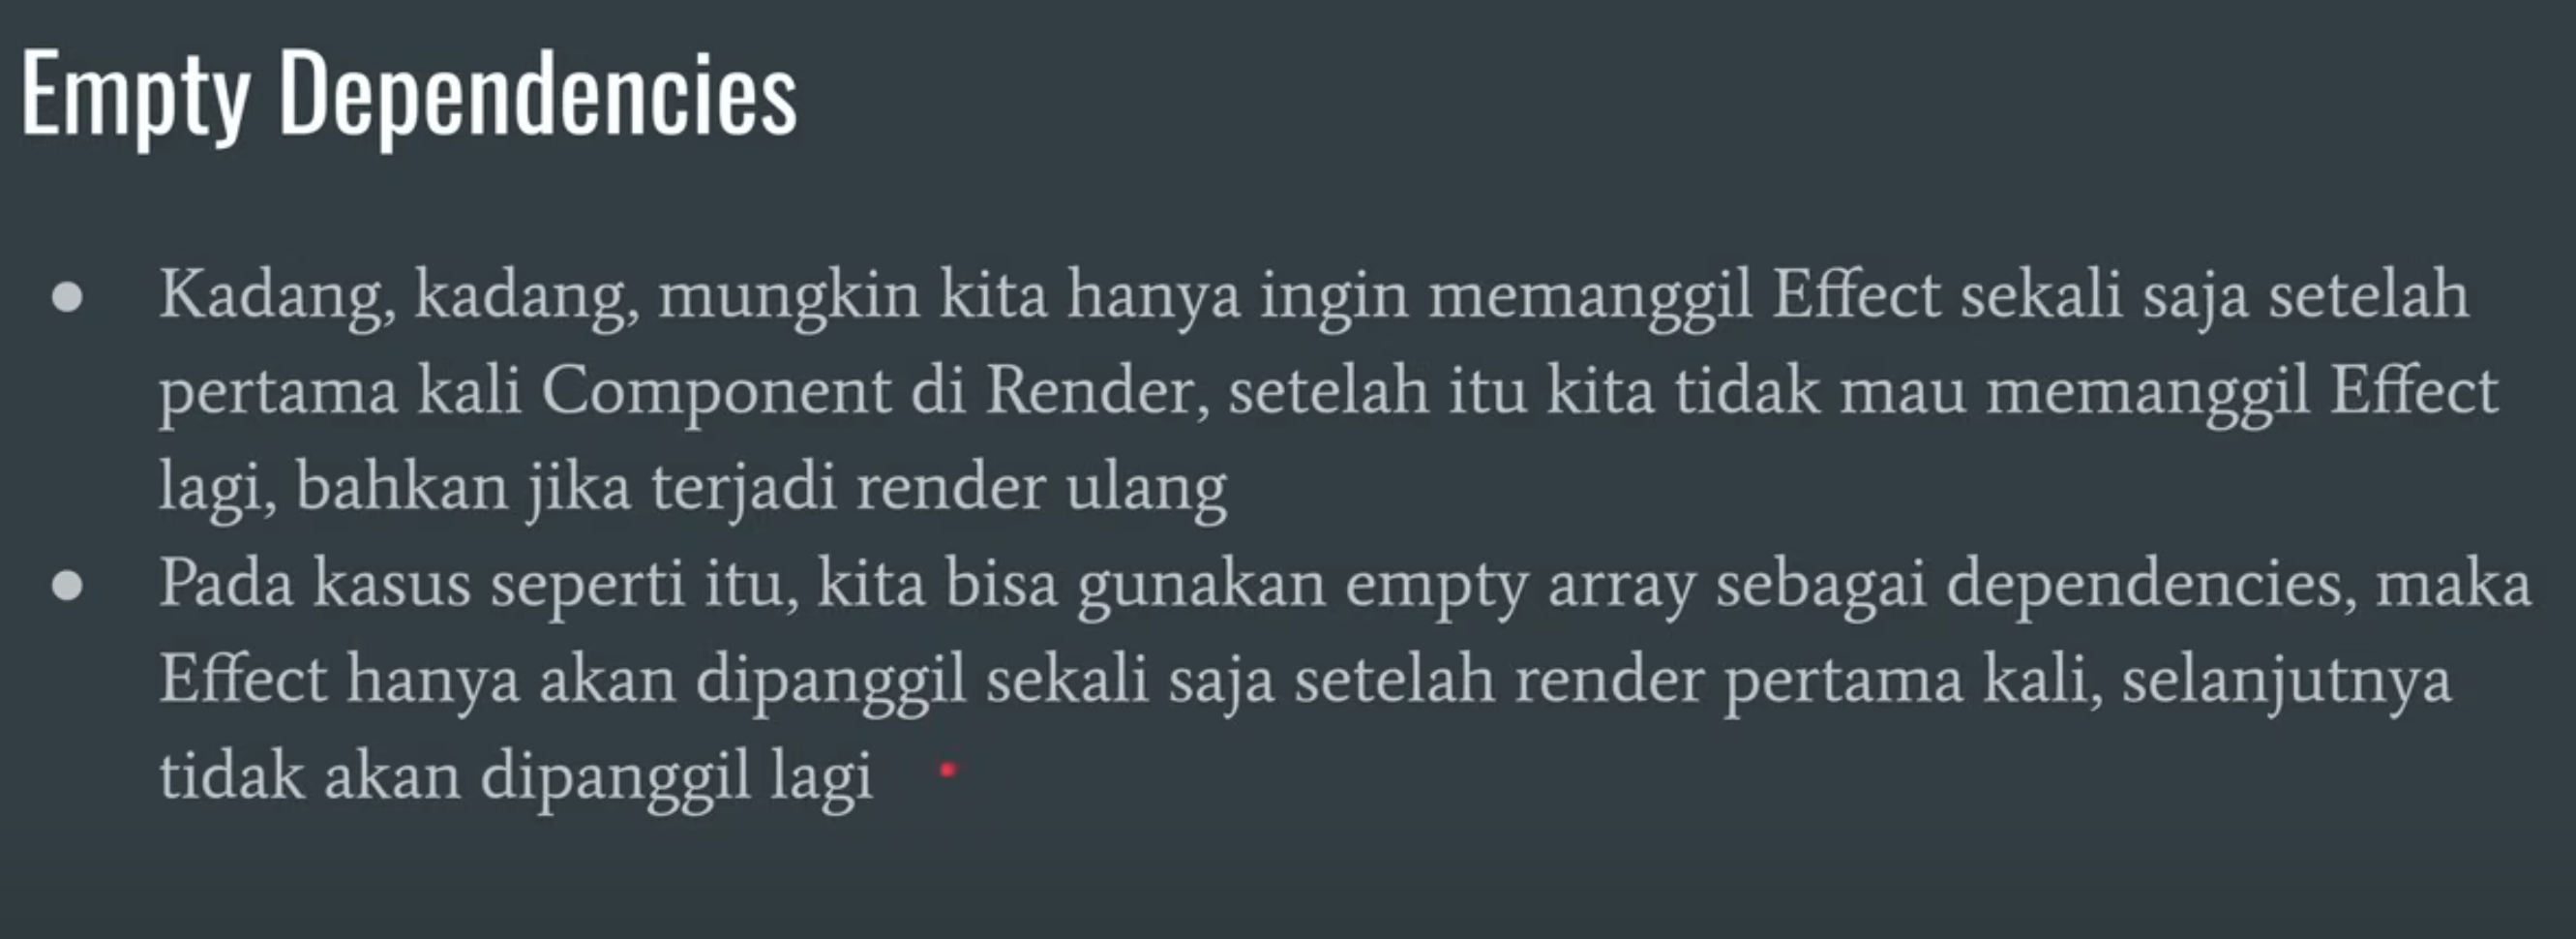 Empty Dependencies
● Kadang, kadang, mungkin kita hanya ingin memanggil Effect sekali saja setelah
pertama kali Component di Render, setelah itu kita tidak mau memanggil Effect
lagi, bahkan jika terjadi render ulang
● Pada kasus seperti itu, kita bisa gunakan empty array sebagai dependencies, maka
Effect hanya akan dipanggil sekali saja setelah render pertama kali, selanjutnya
tidak akan dipanggil lagi